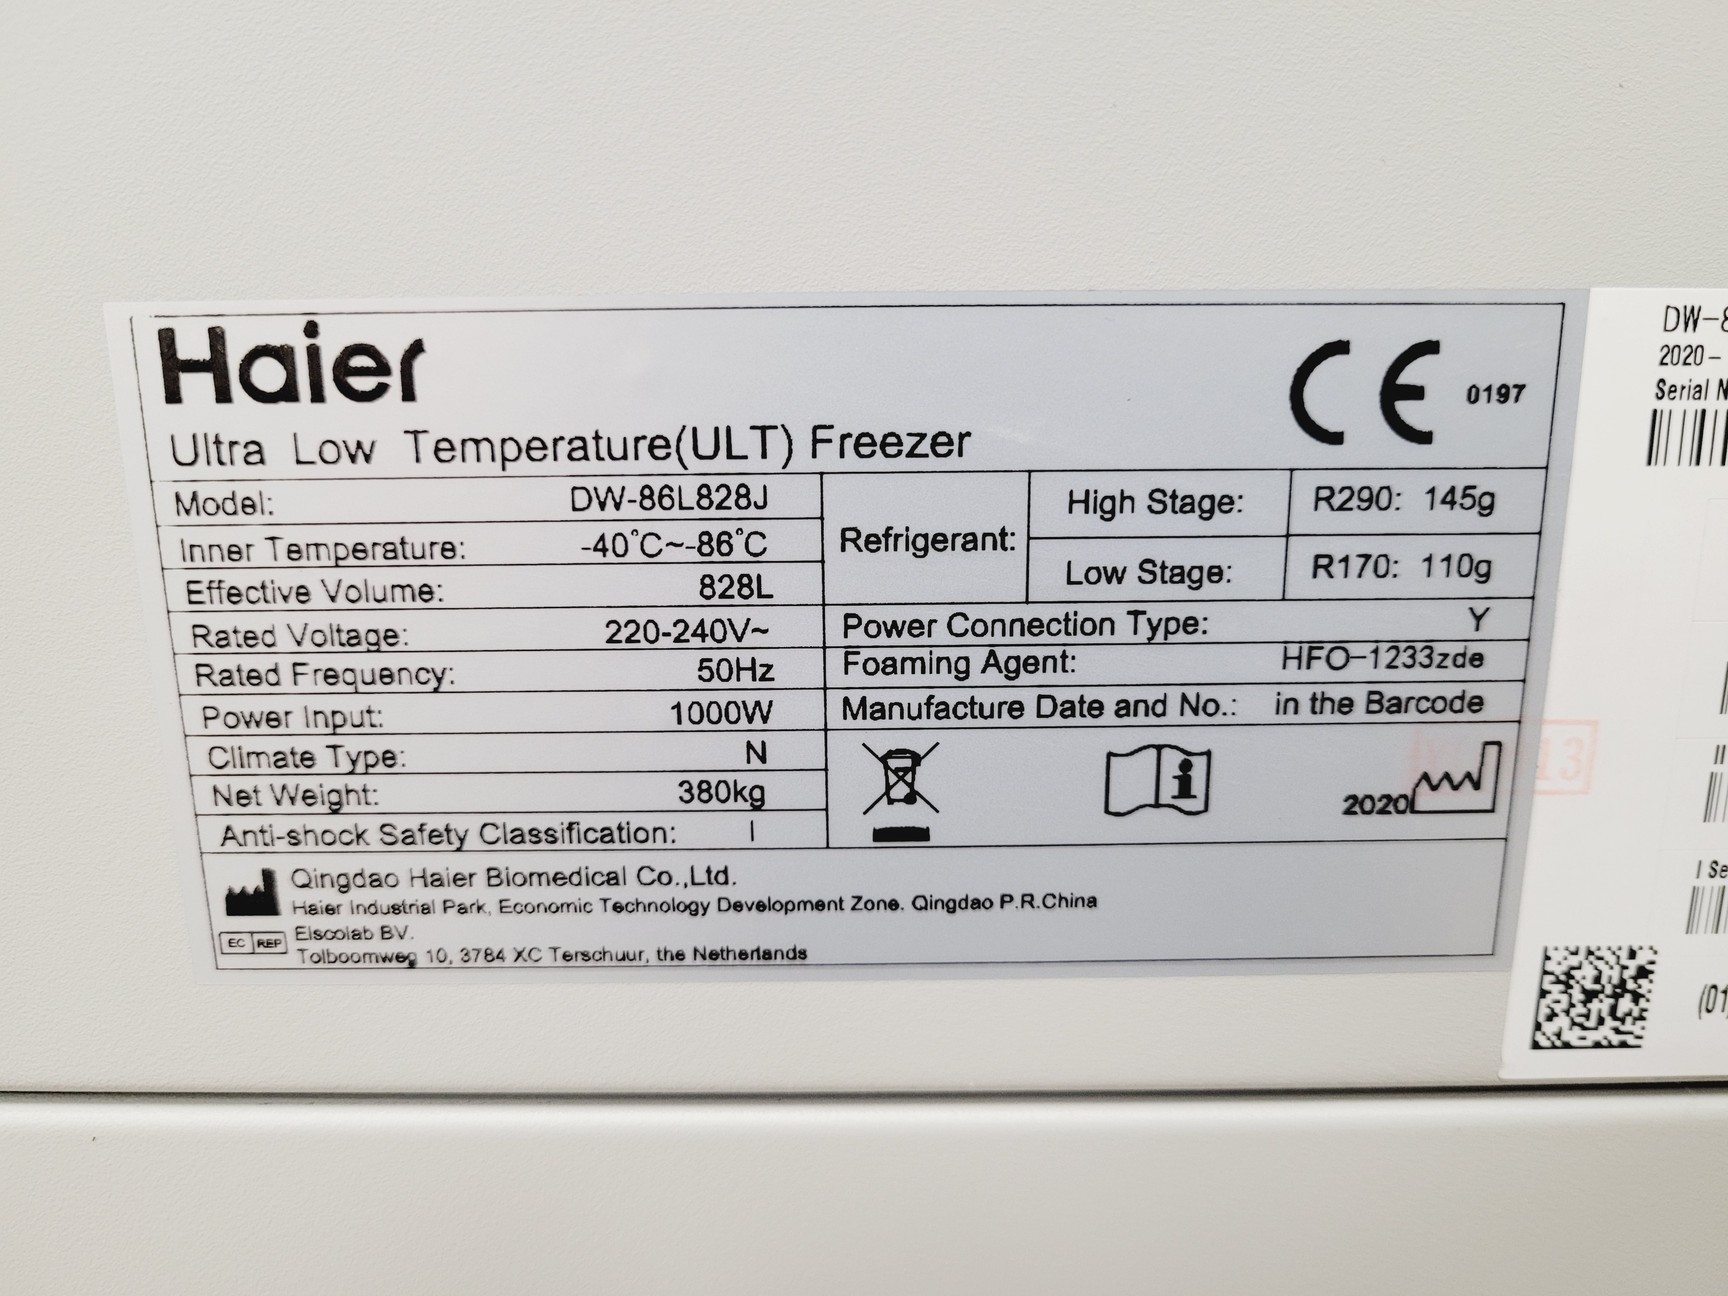 Haier
CE 0197
Ultra Low Temperature(ULT) Freezer
Model: DW-86L828J
Inner Temperature: -40°C~-86°C
Effective Volume: 828L
Rated Voltage: 220-240V~
Rated Frequency: 50Hz
Power Input: 1000W
Climate Type: N
Net Weight: 380kg
Anti-shock Safety Classification: I
Refrigerant:
High Stage: R290: 145g
Low Stage: R170: 110g
Power Connection Type: Y
Foaming Agent: HFO-1233zde
Manufacture Date and No.: in the Barcode
2020
Qingdao Haier Biomedical Co.,Ltd.
Haier Industrial Park, Economic Technology Development Zone. Qingdao P.R.China
EC REP
Elscolab BV.
Tolboomweg 10, 3784 XC Terschuur, the Netherlands
DW-8
2020-
Serial N
13
I Se
(01